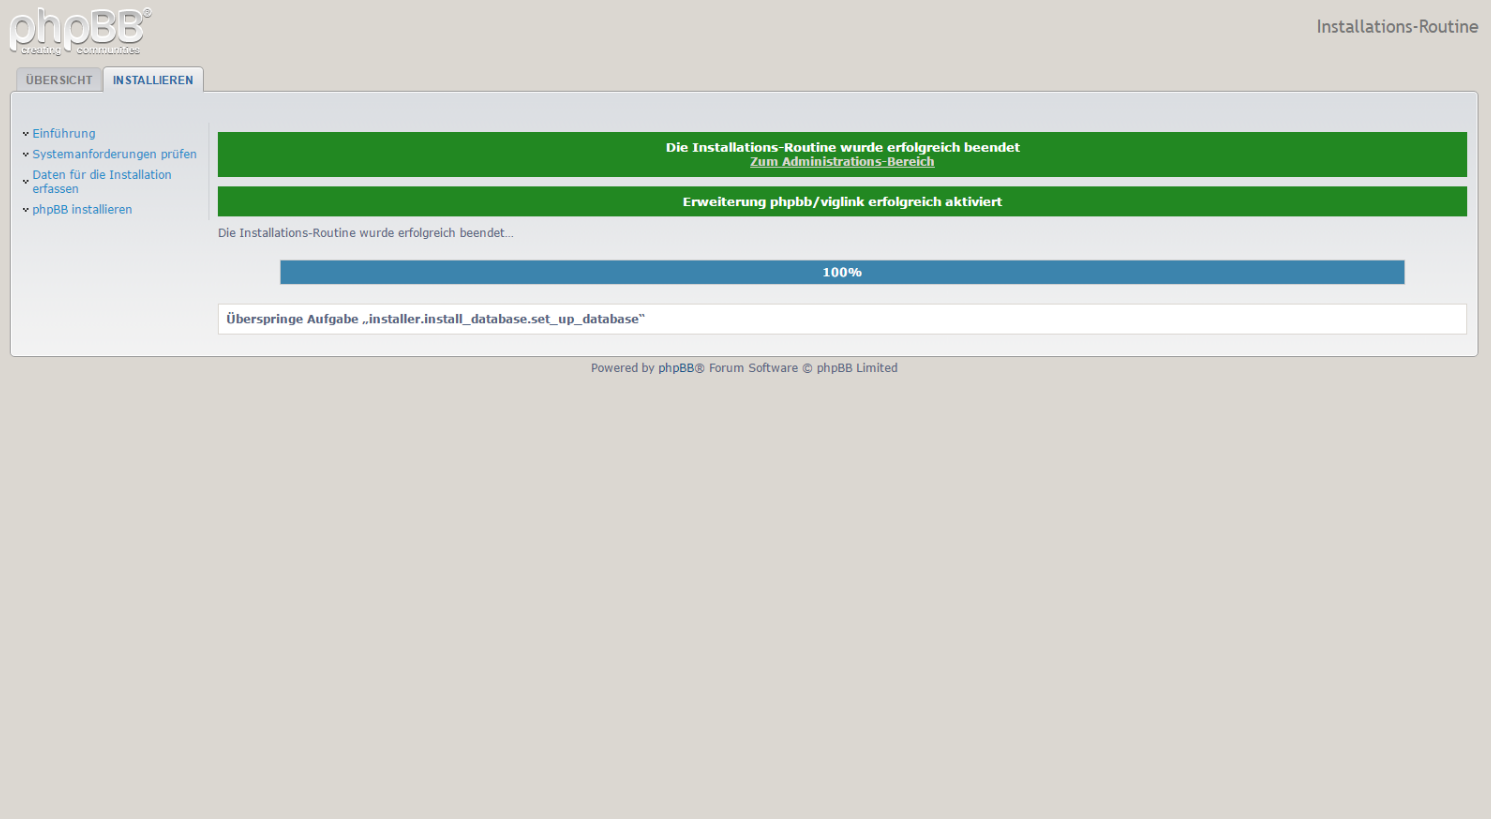 phpBB®
creating communities
Installations-Routine
ÜBERSICHT
INSTALLIEREN
Einführung
Systemanforderungen prüfen
Daten für die Installation
erfassen
phpBB installieren
Die Installations-Routine wurde erfolgreich beendet
Zum Administrations-Bereich
Erweiterung phpbb/viglink erfolgreich aktiviert
Die Installations-Routine wurde erfolgreich beendet…
100%
Überspringe Aufgabe „installer.install_database.set_up_database“
Powered by phpBB® Forum Software © phpBB Limited